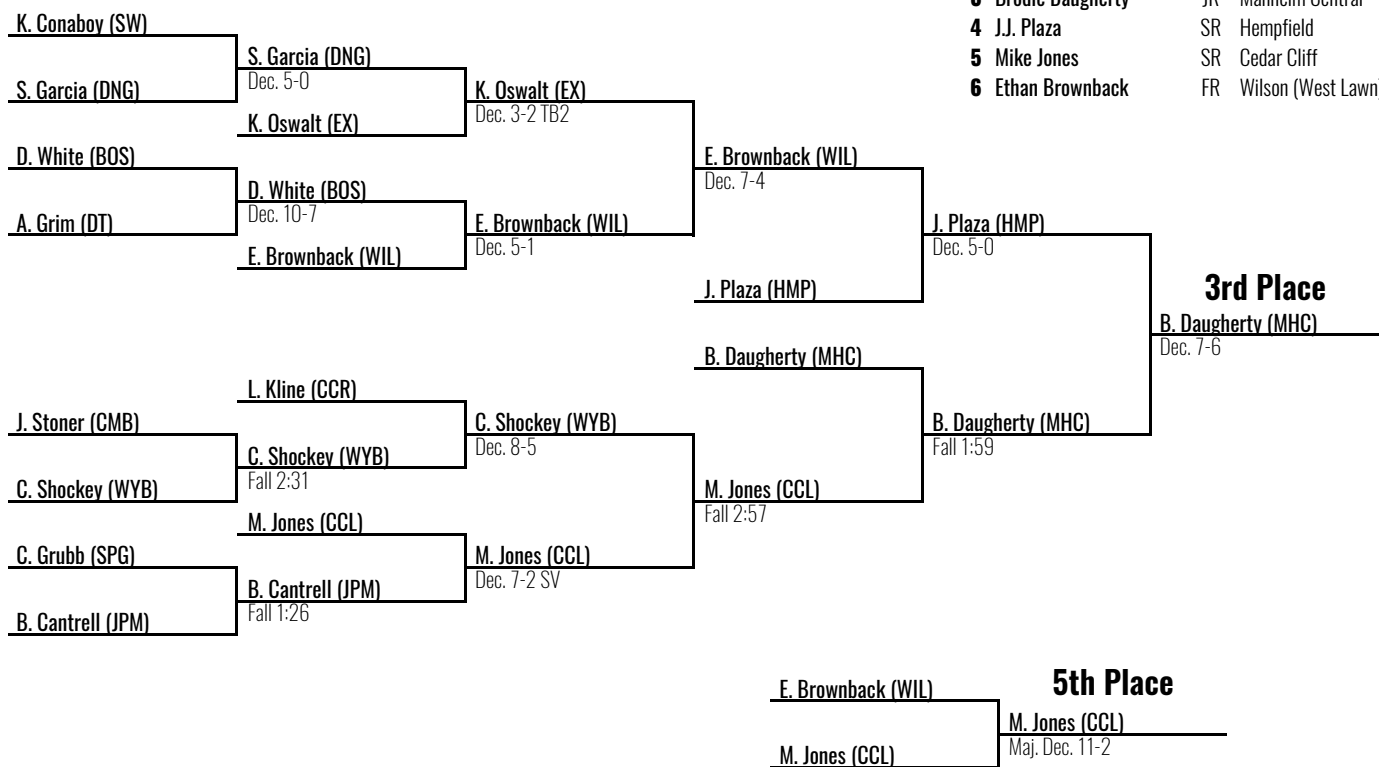 3 Brodie Daugherty JR Manheim Central
4 J.J. Plaza SR Hempfield
5 Mike Jones SR Cedar Cliff
6 Ethan Brownback FR Wilson (West Lawn)
K. Conaboy (SW)
S. Garcia (DNG)
Dec. 5-0
S. Garcia (DNG)
K. Oswalt (EX)
Dec. 3-2 TB2
K. Oswalt (EX)
D. White (BOS)
E. Brownback (WIL)
Dec. 7-4
D. White (BOS)
Dec. 10-7
A. Grim (DT)
E. Brownback (WIL)
Dec. 5-1
J. Plaza (HMP)
Dec. 5-0
E. Brownback (WIL)
J. Plaza (HMP)
3rd Place
B. Daugherty (MHC)
Dec. 7-6
B. Daugherty (MHC)
L. Kline (CCR)
J. Stoner (CMB)
C. Shockey (WYB)
Dec. 8-5
B. Daugherty (MHC)
Fall 1:59
C. Shockey (WYB)
Fall 2:31
C. Shockey (WYB)
M. Jones (CCL)
Fall 2:57
M. Jones (CCL)
C. Grubb (SPG)
M. Jones (CCL)
Dec. 7-2 SV
B. Cantrell (JPM)
Fall 1:26
B. Cantrell (JPM)
5th Place
E. Brownback (WIL)
M. Jones (CCL)
Maj. Dec. 11-2
M. Jones (CCL)